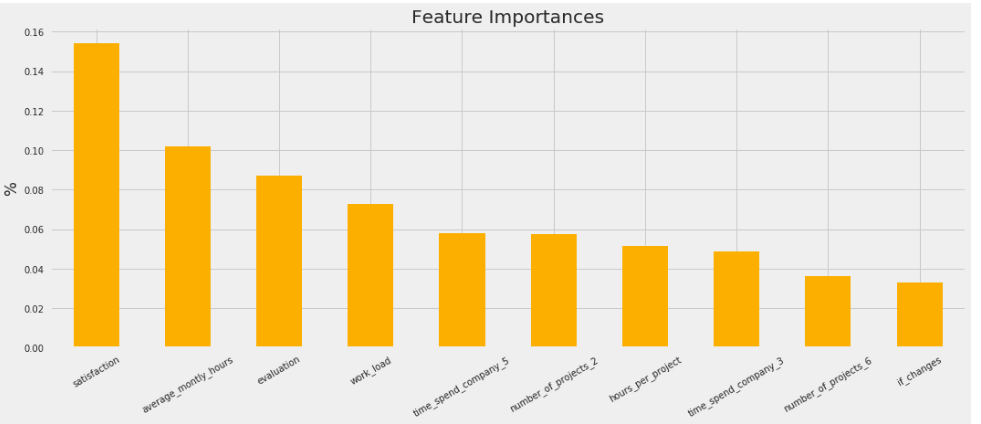 Feature Importances
%
0.16
0.14
0.12
0.10
0.08
0.06
0.04
0.02
0.00
satisfaction
average_montly_hours
evaluation
work_load
time_spend_company_5
number_of_projects_2
hours_per_project
time_spend_company_3
number_of_projects_6
if_changes